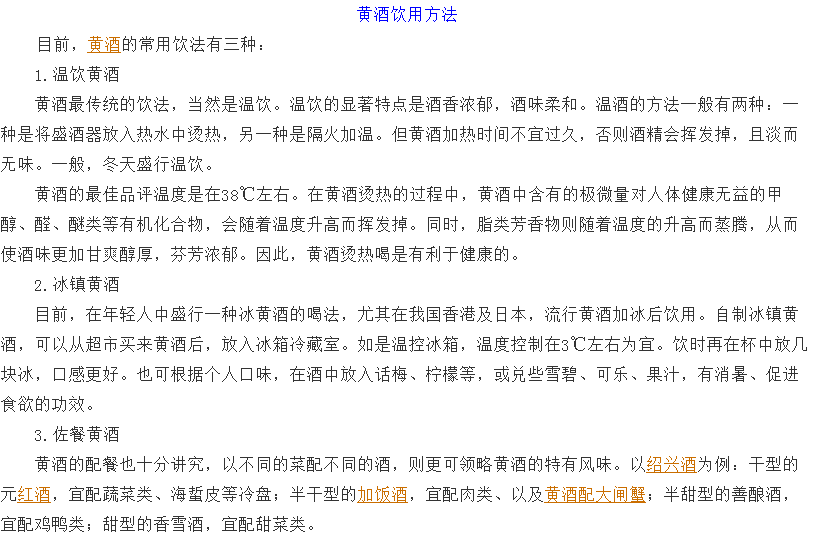 黄酒饮用方法
目前，黄酒的常用饮法有三种：
1.温饮黄酒
黄酒最传统的饮法，当然是温饮。温饮的显著特点是酒香浓郁，酒味柔和。温酒的方法一般有两种：一
种是将盛酒器放入热水中烫热，另一种是隔火加温。但黄酒加热时间不宜过久，否则酒精会挥发掉，且淡而
无味。一般，冬天盛行温饮。
黄酒的最佳品评温度是在38℃左右。在黄酒烫热的过程中，黄酒中含有的极微量对人体健康无益的甲
醇、醛、醚类等有机化合物，会随着温度升高而挥发掉。同时，脂类芳香物则随着温度的升高而蒸腾，从而
使酒味更加甘爽醇厚，芬芳浓郁。因此，黄酒烫热喝是有利于健康的。
2.冰镇黄酒
目前，在年轻人中盛行一种冰黄酒的喝法，尤其在我国香港及日本，流行黄酒加冰后饮用。自制冰镇黄
酒，可以从超市买来黄酒后，放入冰箱冷藏室。如是温控冰箱，温度控制在3℃左右为宜。饮时再在杯中放几
块冰，口感更好。也可根据个人口味，在酒中放入话梅、柠檬等，或兑些雪碧、可乐、果汁，有消暑、促进
食欲的功效。
3.佐餐黄酒
黄酒的配餐也十分讲究，以不同的菜配不同的酒，则更可领略黄酒的特有风味。以绍兴酒为例：干型的
元红酒，宜配蔬菜类、海蜇皮等冷盘；半干型的加饭酒，宜配肉类、以及黄酒配大闸蟹；半甜型的善酿酒，
宜配鸡鸭类；甜型的香雪酒，宜配甜菜类。